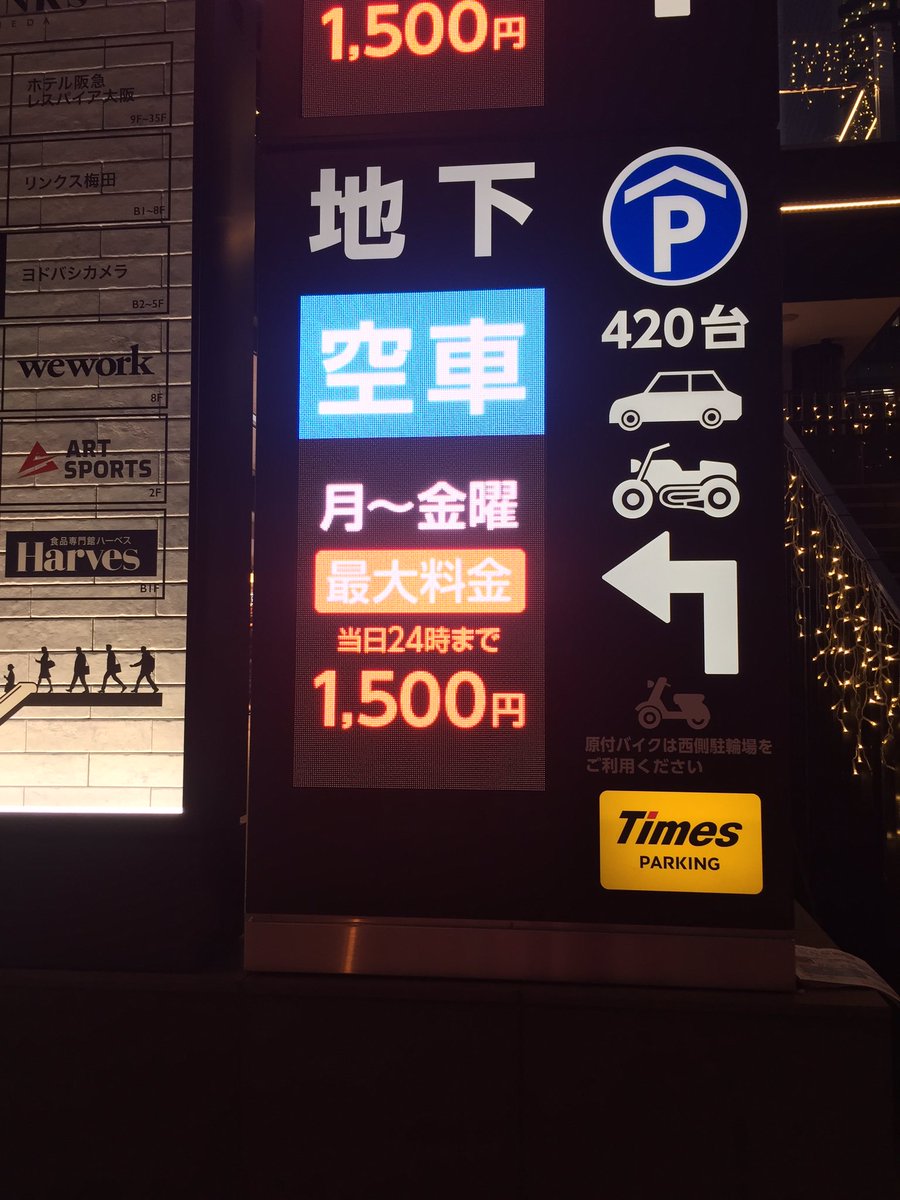 ホテル阪急
レスパイア大阪
9F~35F
リンクス梅田
B1~8F
ヨドバシカメラ
B2~5F
wework
8F
ART
SPORTS
2F
食品専門館ハーベス
Harves
B1F
1,500円
地下
P
空車
420台
月～金曜
最大料金
当日24時まで
1,500円
原付バイクは西側駐輪場を
ご利用ください
Times
PARKING